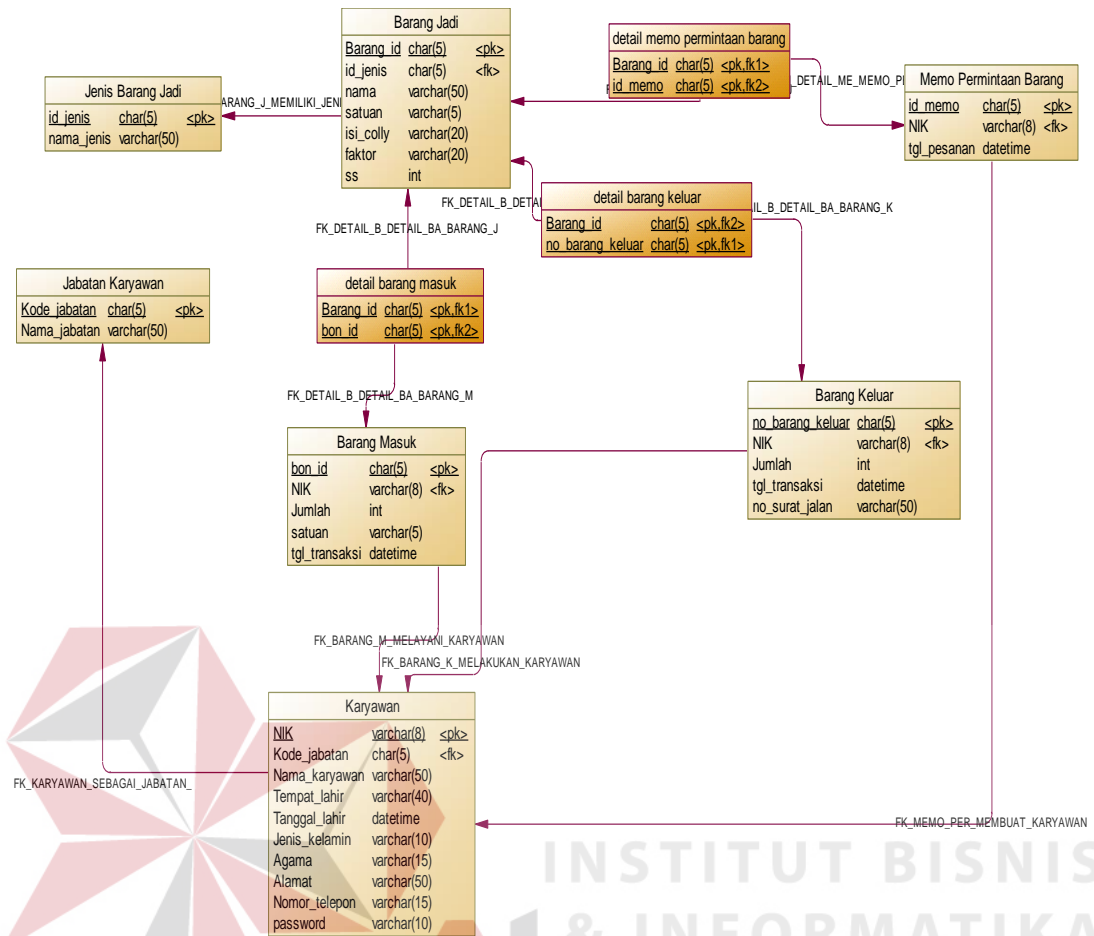 Barang Jadi
Barang_id char(5) <pk>
id_jenis char(5) <fk>
nama varchar(50)
satuan varchar(5)
isi_colly varchar(20)
faktor varchar(20)
ss int
detail memo permintaan barang
Barang_id char(5) <pk,fk1>
id_memo char(5) <pk,fk2>
DETAIL_ME_MEMO_P
Memo Permintaan Barang
id_memo char(5) <pk>
NIK varchar(8) <fk>
tgl_pesanan datetime
Jenis Barang Jadi
id_jenis char(5) <pk>
nama_jenis varchar(50)
ARANG_J_MEMILIKI_JENI
detail barang keluar
Barang_id char(5) <pk,fk2>
no_barang_keluar char(5) <pk,fk1>
FK_DETAIL_B_DETA
IL_B_DETAIL_BA_BARANG_K
FK_DETAIL_B_DETAIL_BA_BARANG_J
Jabatan Karyawan
Kode_jabatan char(5) <pk>
Nama_jabatan varchar(50)
detail barang masuk
Barang_id char(5) <pk,fk1>
bon_id char(5) <pk,fk2>
FK_DETAIL_B_DETAIL_BA_BARANG_M
Barang Keluar
no_barang_keluar char(5) <pk>
NIK varchar(8) <fk>
Jumlah int
tgl_transaksi datetime
no_surat_jalan varchar(50)
Barang Masuk
bon_id char(5) <pk>
NIK varchar(8) <fk>
Jumlah int
satuan varchar(5)
tgl_transaksi datetime
FK_BARANG_M_MELAYANI_KARYAWAN
FK_BARANG_K_MELAKUKAN_KARYAWAN
Karyawan
NIK varchar(8) <pk>
Kode_jabatan char(5) <fk>
Nama_karyawan varchar(50)
Tempat_lahir varchar(40)
Tanggal_lahir datetime
Jenis_kelamin varchar(10)
Agama varchar(15)
Alamat varchar(50)
Nomor_telepon varchar(15)
password varchar(10)
FK_KARYAWAN_SEBAGAI_JABATAN_
FK_MEMO_PER_MEMBUAT_KARYAWAN
INSTITUT BISNIS
& INFORMATIKA